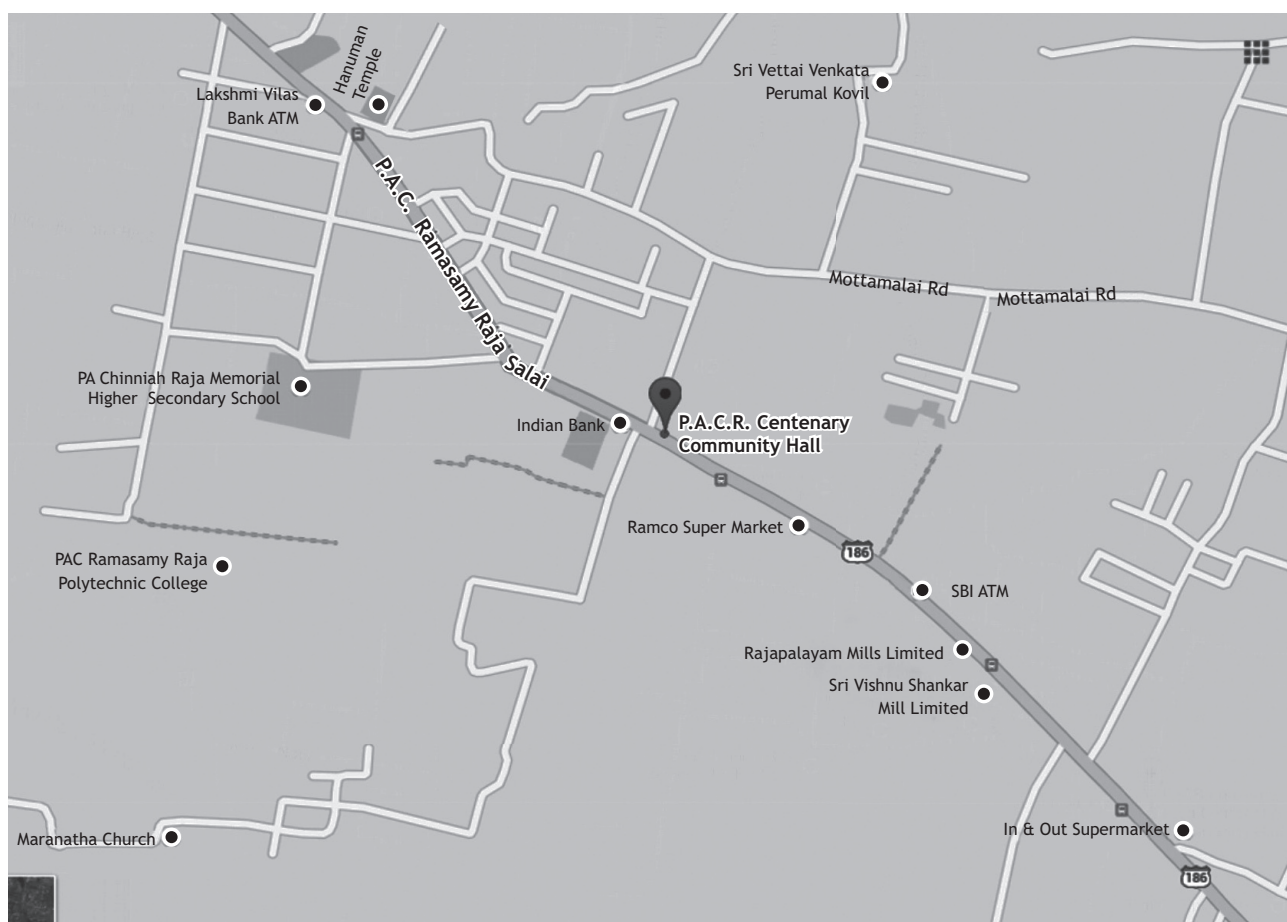 Hanuman
Temple
Sri Vettai Venkata
Perumal Kovil
Lakshmi Vilas
Bank ATM
P.A.C. Ramasamy Raja Salai
Mottamalai Rd
Mottamalai Rd
PA Chinniah Raja Memorial
Higher Secondary School
Indian Bank
P.A.C.R. Centenary
Community Hall
Ramco Super Market
186
PAC Ramasamy Raja
Polytechnic College
SBI ATM
Rajapalayam Mills Limited
Sri Vishnu Shankar
Mill Limited
In & Out Supermarket
Maranatha Church
186